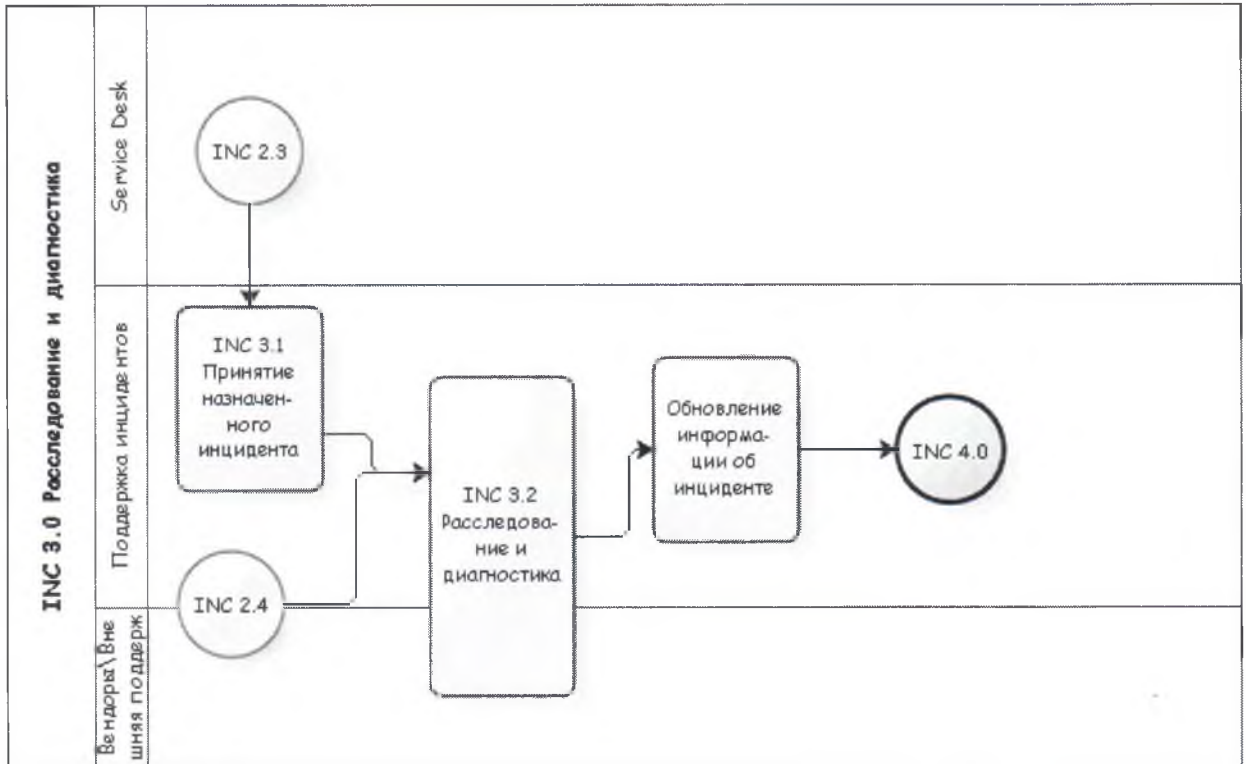 INC 3.0 Расследование и диагностика
Service Desk
INC 2.3
Поддержка инцидентов
INC 3.1
Принятие
назначен-
ного
инцидента
INC 3.2
Расследова-
ние и
диагностика
Обновление
информа-
ции об
инциденте
INC 4.0
INC 2.4
Вендоры\Вне
шняя поддерж